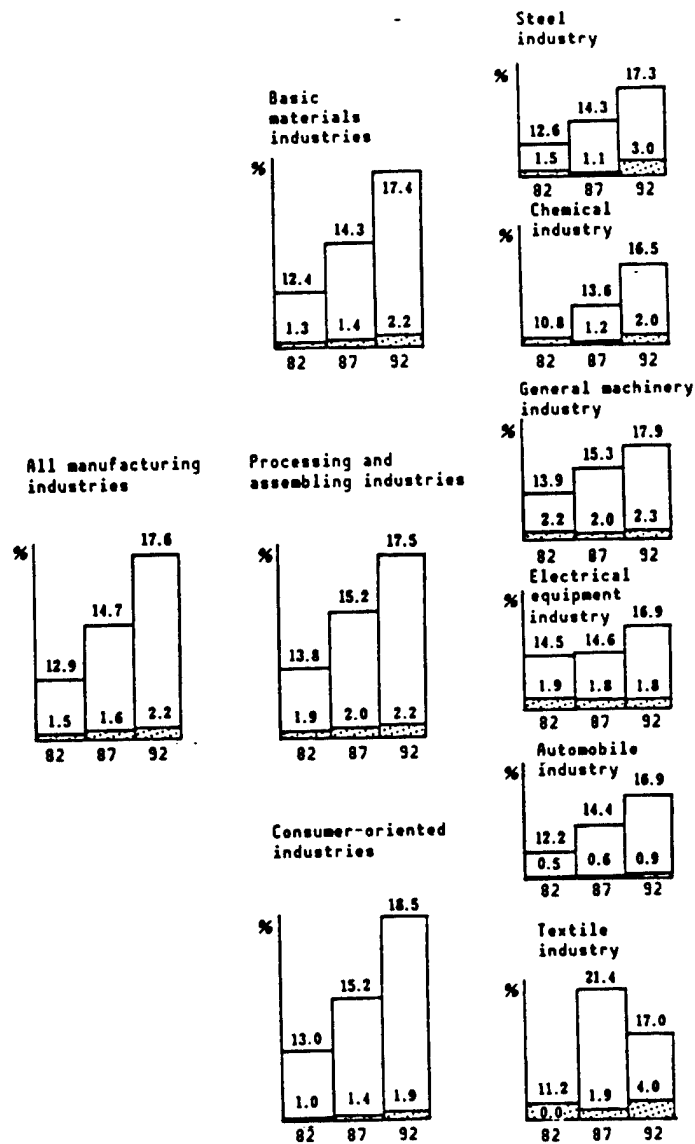 Steel
industry
%
17.3
14.3
12.6
1.5 1.1 3.0
82 87 92
Basic
materials
industries
%
17.4
14.3
12.4
1.3 1.4 2.2
82 87 92
Chemical
industry
%
16.5
13.6
10.8 1.2 2.0
82 87 92
General machinery
industry
%
17.9
15.3
13.9
2.2 2.0 2.3
82 87 92
All manufacturing
industries
%
17.6
14.7
12.9
1.5 1.6 2.2
82 87 92
Processing and
assembling industries
%
17.5
15.2
13.8
1.9 2.0 2.2
82 87 92
Electrical
equipment
industry
%
16.9
14.5 14.6
1.9 1.8 1.8
82 87 92
Automobile
industry
%
16.9
14.4
12.2
0.5 0.6 0.9
82 87 92
Consumer-oriented
industries
%
18.5
15.2
13.0
1.0 1.4 1.9
82 87 92
Textile
industry
%
21.4
17.0
11.2 1.9 4.0
0.0
82 87 92